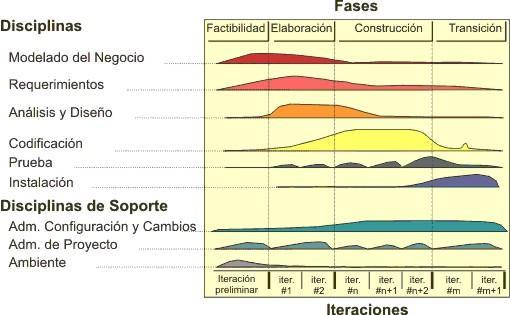 Fases
Disciplinas
Factibilidad Elaboración Construcción Transición
Modelado del Negocio
Requerimientos
Análisis y Diseño
Codificación
Prueba
Instalación
Disciplinas de Soporte
Adm. Configuración y Cambios
Adm. de Proyecto
Ambiente
Iteración preliminar iter. #1 iter. #2 iter. #n iter. #n+1 iter. #n+2 iter. #m iter. #m+1
Iteraciones